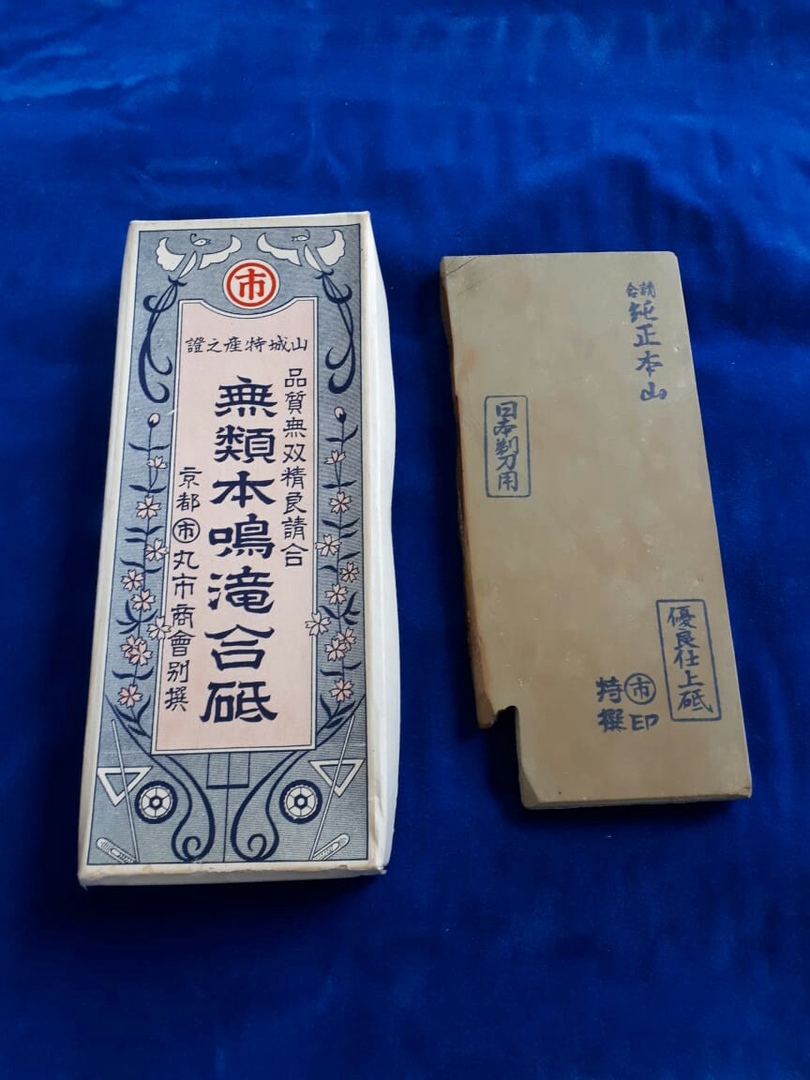 市
證之産特城山
品質無双精良請合
無類本鳴滝合砥
京都市丸市商會別撰
請合
純正本山
日本剃刀用
優良仕上砥
市印
特撰